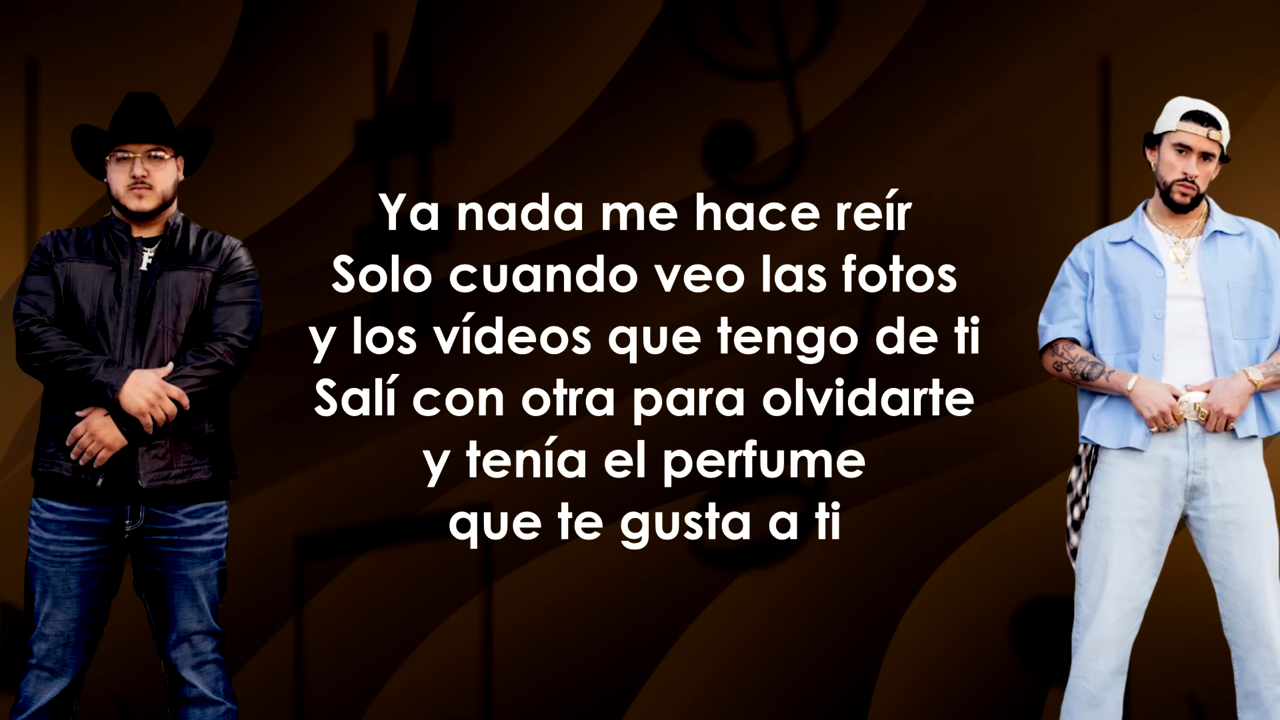 Ya nada me hace reír
Solo cuando veo las fotos
y los vídeos que tengo de ti
Salí con otra para olvidarte
y tenía el perfume
que te gusta a ti
F